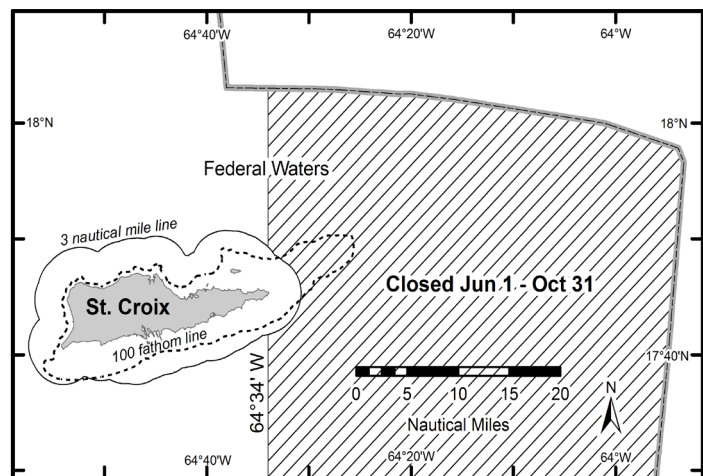 64°40'W
64°20'W
64°W
18°N
18°N
Federal Waters
3 nautical mile line
St. Croix
100 fathom line
Closed Jun 1 - Oct 31
64°34' W
17°40'N
0 5 10 15 20
Nautical Miles
N
64°40'W
64°20'W
64°W